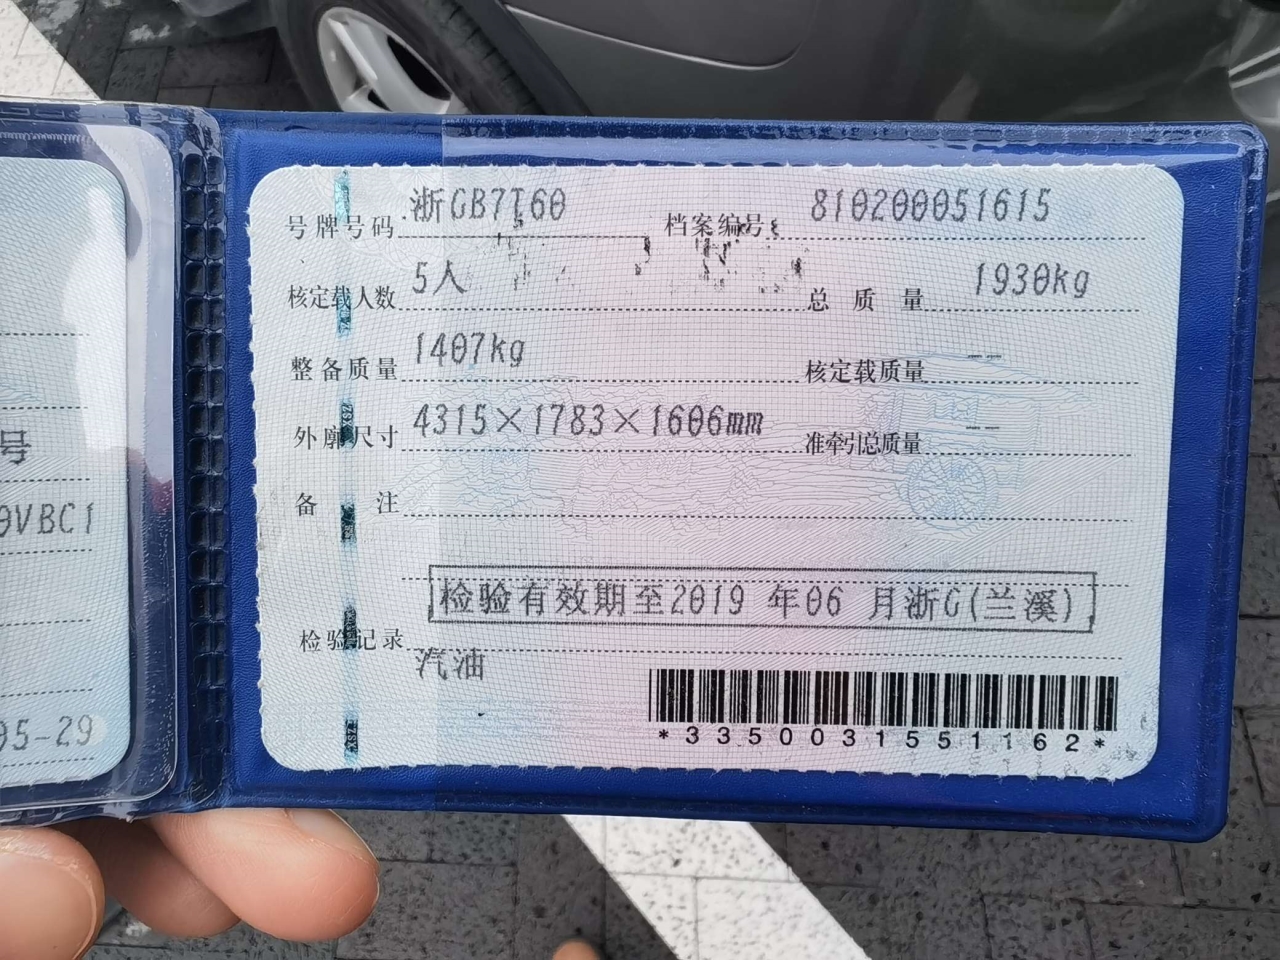 号牌号码 浙GB7T60 档案编号 810200051615
核定载人数 5人 总质量 1930kg
整备质量 1407kg 核定载质量 ——
外廓尺寸 4315×1783×1606mm 准牵引总质量 ——
备注
检验有效期至2019 年06 月浙G(兰溪)
检验记录
汽油
*3350031551162*
号
0VBC1
05-29